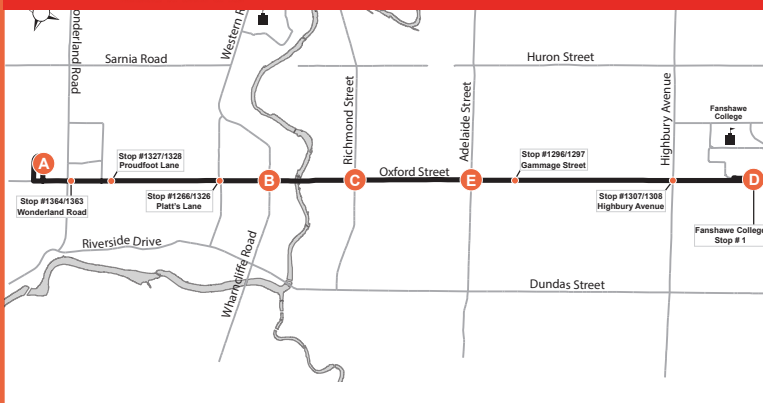 onderland Road
Western R
Sarnia Road
Huron Street
Richmond Street
Adelaide Street
Highbury Avenue
Fanshawe
College
A
Stop #1327/1328
Proudfoot Lane
Stop #1296/1297
Gammage Street
B
C
Oxford Street
E
D
Stop #1364/1363
Wonderland Road
Stop #1266/1326
Platt's Lane
Stop #1307/1308
Highbury Avenue
Fanshawe College
Stop # 1
Riverside Drive
Wharncliffe Road
Dundas Street